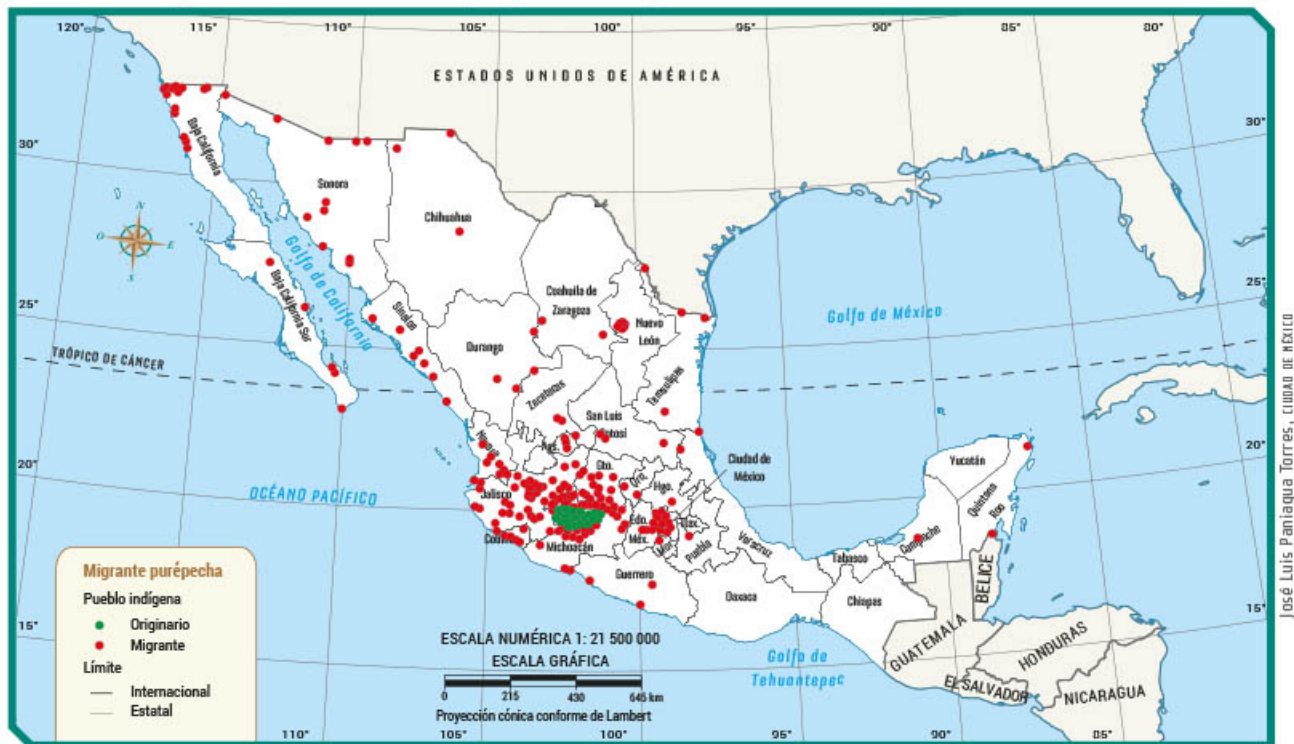 120°
115°
110°
105°
100°
95°
90°
85°
80°
ESTADOS UNIDOS DE AMÉRICA
30°
30°
Baja California
Sonora
Chihuahua
N
O
E
S
Golfo de California
Coahuila de
Zaragoza
25°
25°
Baja California Sur
Sinaloa
Nuevo
León
Golfo de México
Durango
TRÓPICO DE CÁNCER
Zacatecas
Tamaulipas
San Luis
Potosí
Nayarit
Ags.
20°
20°
Gto.
Qro.
Hgo.
Ciudad de
México
Yucatán
Quintana
Roo
OCÉANO PACÍFICO
Jalisco
Edo.
Méx.
Tlax.
Colima
Michoacán
Mor.
Puebla
Veracruz
Tabasco
Campeche
Guerrero
Oaxaca
Chiapas
BELICE
15°
15°
GUATEMALA
HONDURAS
EL SALVADOR
NICARAGUA
Golfo de
Tehuantepec
Migrante purépecha
Pueblo indígena
Originario
Migrante
Límite
Internacional
Estatal
ESCALA NUMÉRICA 1: 21 500 000
ESCALA GRÁFICA
0 215 430 645 km
Proyección cónica conforme de Lambert
110°
105°
100°
95°
90°
85°
José Luis Paniaqua Torres, CIUDAD DE MÉXICO